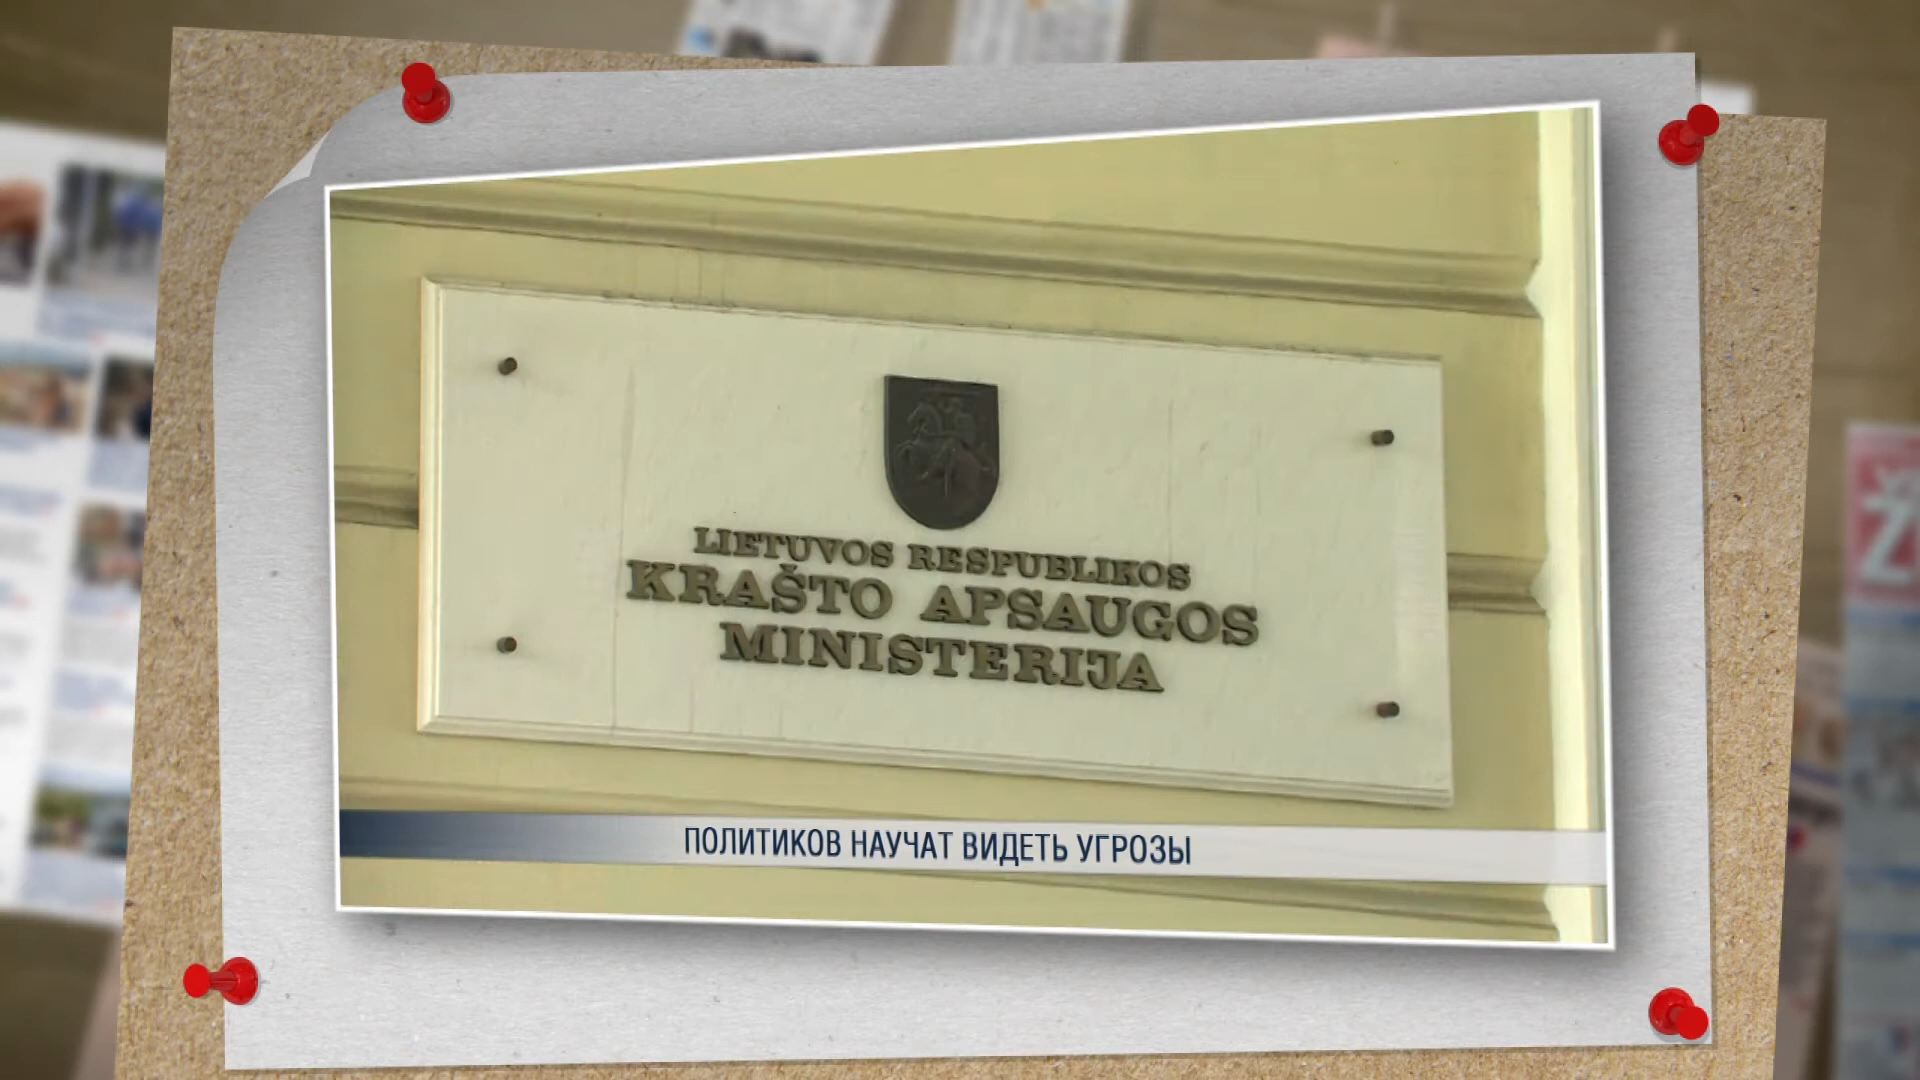 LIETUVOS RESPUBLIKOS
KRAŠTO APSAUGOS
MINISTERIJA
ПОЛИТИКОВ НАУЧАТ ВИДЕТЬ УГРОЗЫ